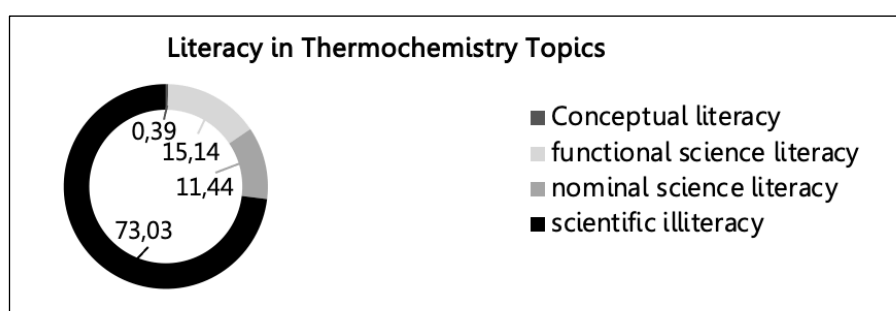 Literacy in Thermochemistry Topics
0,39
15,14
11,44
73,03
Conceptual literacy
functional science literacy
nominal science literacy
scientific illiteracy